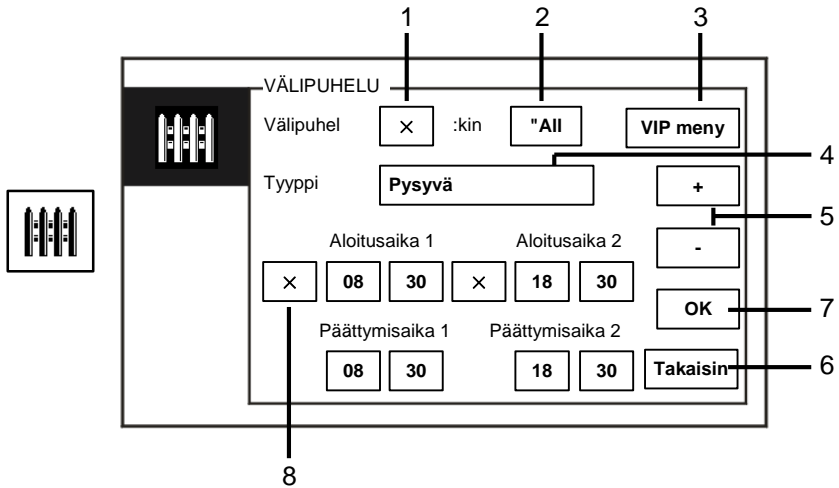 1 2 3
VÄLIPUHELU
Välipuhel × :kin "All VIP meny
4
Tyyppi Pysyvä +
5
Aloitusaika 1 Aloitusaika 2 -
× 08 30 × 18 30
OK 7
Päättymisaika 1 Päättymisaika 2
08 30 18 30 Takaisin 6
8